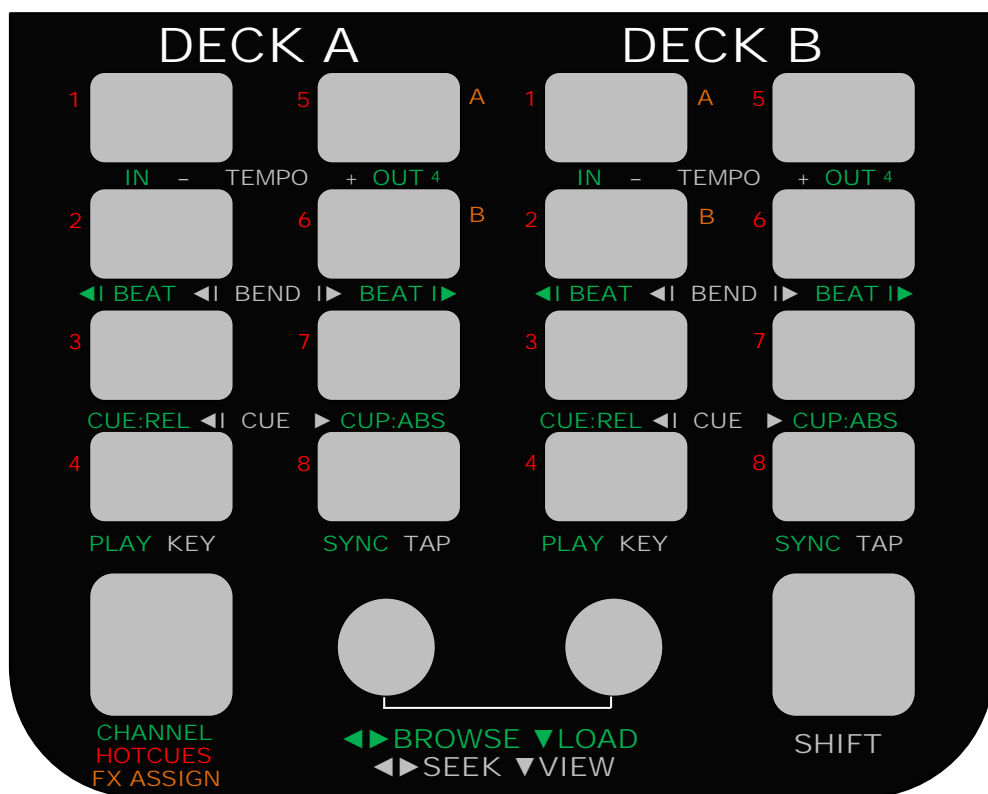 DECK A DECK B
1 5 A 1 A 5
IN – TEMPO + OUT 4 IN – TEMPO + OUT 4
2 6 B 2 B 6
◀I BEAT ◀I BEND I▶ BEAT I▶ ◀I BEAT ◀I BEND I▶ BEAT I▶
3 7 3 7
CUE:REL ◀I CUE ▶ CUP:ABS CUE:REL ◀I CUE ▶ CUP:ABS
4 8 4 8
PLAY KEY SYNC TAP PLAY KEY SYNC TAP
CHANNEL
HOTCUES
FX ASSIGN
◀▶BROWSE ▼LOAD
◀▶SEEK ▼VIEW
SHIFT